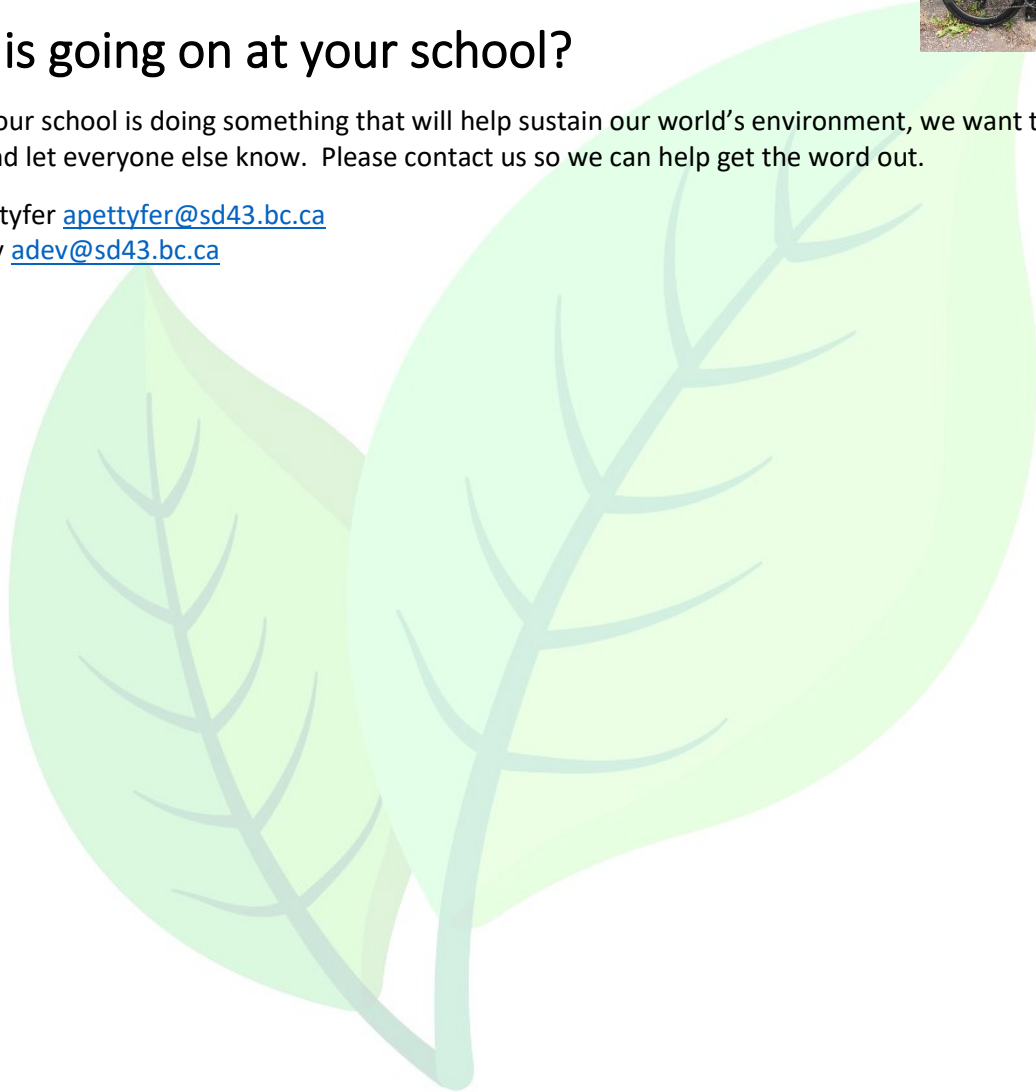 is going on at your school?
our school is doing something that will help sustain our world's environment, we want t
nd let everyone else know.  Please contact us so we can help get the word out.
tyfer apettyfer@sd43.bc.ca
adev@sd43.bc.ca